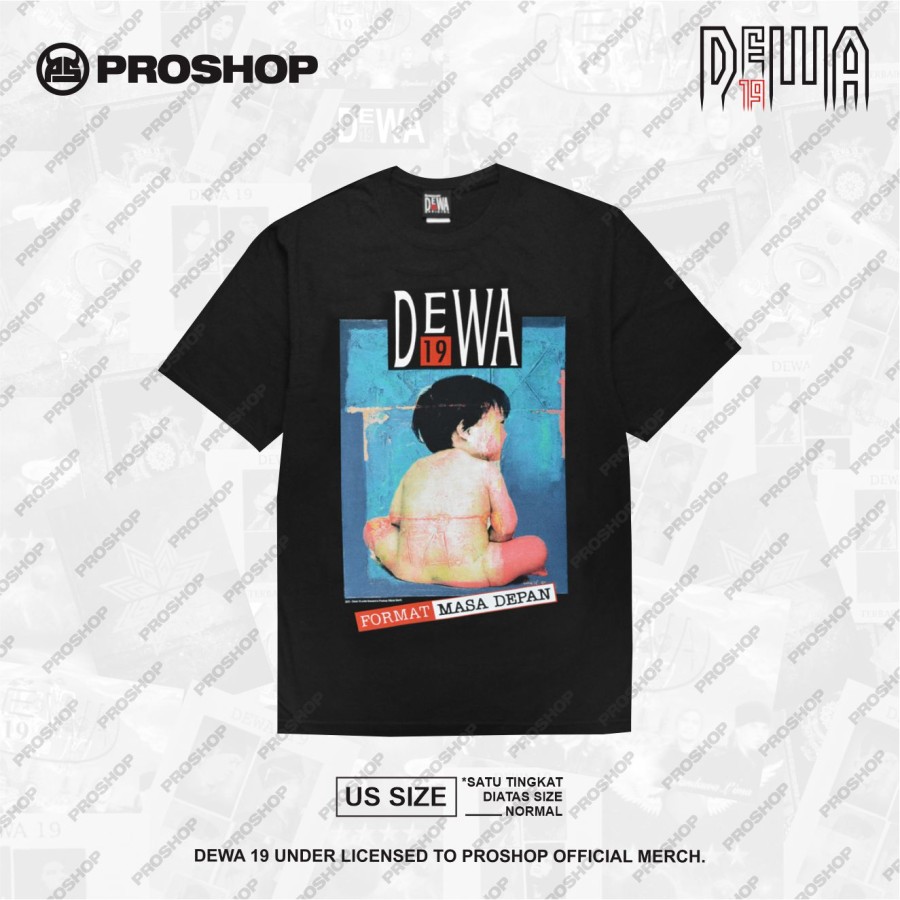 PROSHOP
DEWA
19
DEWA
DEWA
19
FORMAT MASA DEPAN
US SIZE
*SATU TINGKAT
DIATAS SIZE
NORMAL
DEWA 19 UNDER LICENSED TO PROSHOP OFFICIAL MERCH.